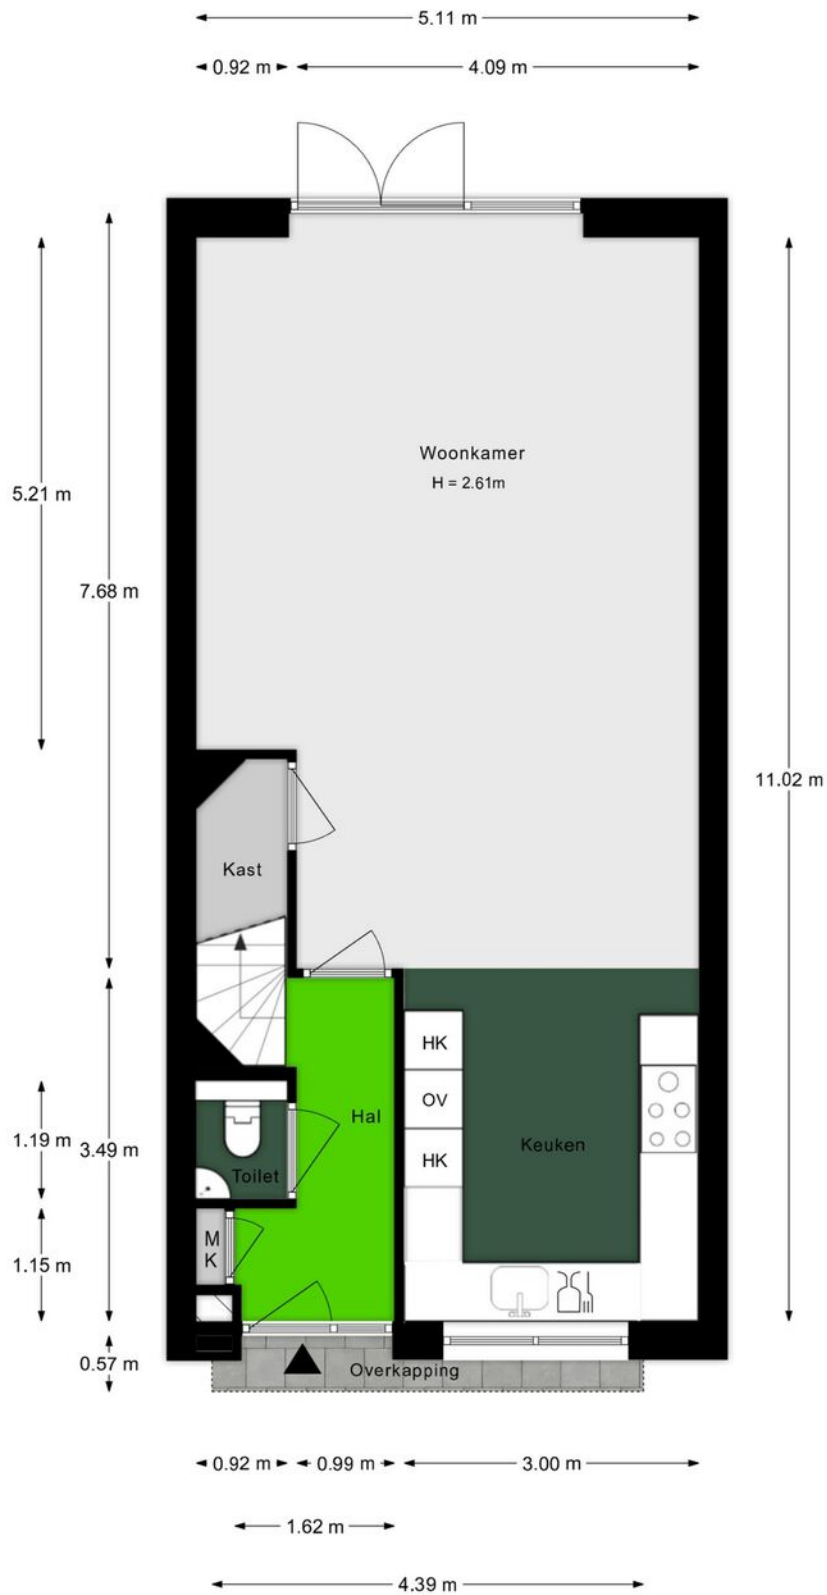 5.11 m
0.92 m
4.09 m
Woonkamer
H = 2.61m
5.21 m
7.68 m
11.02 m
Kast
HK
OV
HK
Hal
Keuken
Toilet
1.19 m
3.49 m
M
K
1.15 m
0.57 m
Overkapping
0.92 m
0.99 m
3.00 m
1.62 m
4.39 m